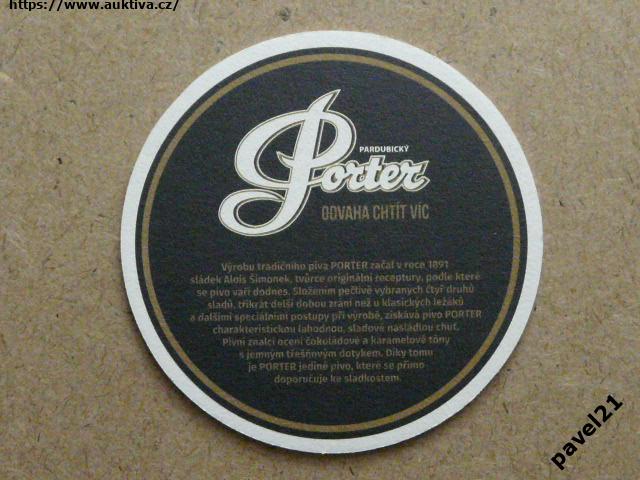 https://www.auktiva.cz/
PARDUBICKÝ
Porter
ODVAHA CHTÍT VÍC
Výrobu tradičního piva PORTER začal v roce 1891
sládek Alois Šimonek, tvůrce originální receptury, podle které
se pivo vaří dodnes. Složením pečlivě vybraných čtyř druhů
sladů, třikrát delší dobou zrání než u klasických ležáků
a dalšími speciálními postupy při výrobě, získává pivo PORTER
charakteristickou lahodnou, sladově nasládlou chuť.
Pivní znalci ocení čokoládové a karamelové tóny
s jemným třešňovým dotykem. Díky tomu
je PORTER jediné pivo, které se přímo
doporučuje ke sladkostem.
pavel21